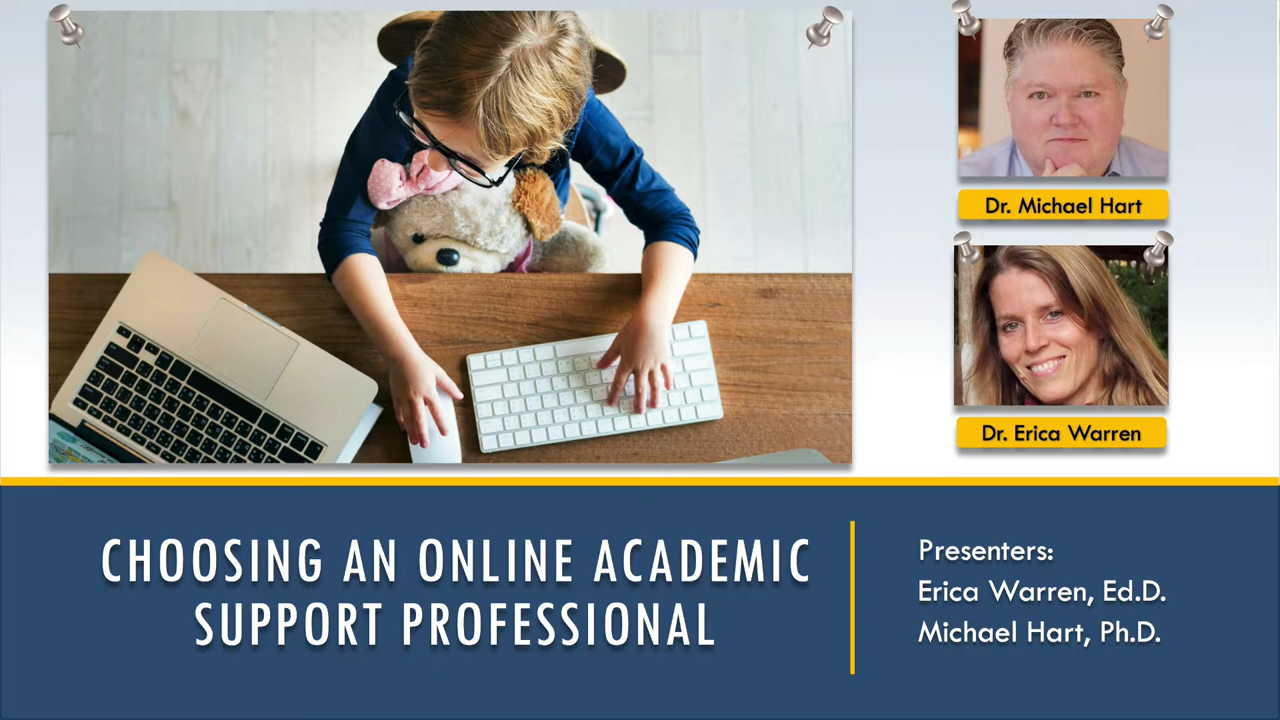 Dr. Michael Hart
Dr. Erica Warren
CHOOSING AN ONLINE ACADEMIC
SUPPORT PROFESSIONAL
Presenters:
Erica Warren, Ed.D.
Michael Hart, Ph.D.